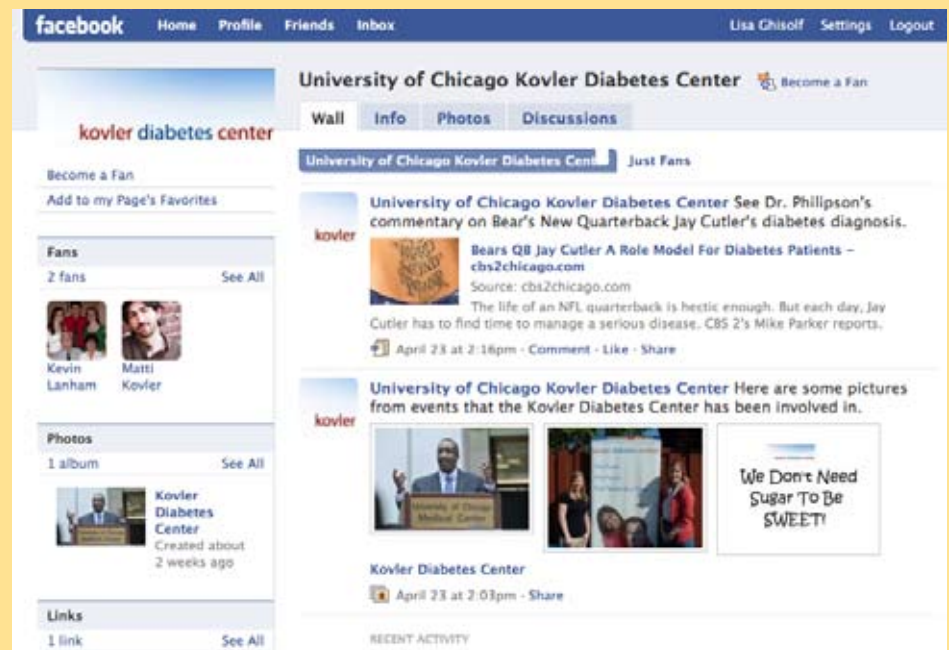 facebook Home Profile Friends Inbox Lisa Ghisolf Settings Logout
kovler diabetes center
Become a Fan
Add to my Page's Favorites
Fans
2 fans See All
Kevin Lanham
Matti Kovler
Photos
1 album See All
Kovler
Diabetes
Center
Created about
2 weeks ago
Links
1 link See All
University of Chicago Kovler Diabetes Center Become a Fan
Wall Info Photos Discussions
University of Chicago Kovler Diabetes Just Fans
kovler
University of Chicago Kovler Diabetes Center See Dr. Philipson's
commentary on Bear's New Quarterback Jay Cutler's diabetes diagnosis.
Bears QB Jay Cutler A Role Model For Diabetes Patients –
cbs2chicago.com
Source: cbs2chicago.com
The life of an NFL quarterback is hectic enough. But each day, Jay
Cutler has to find time to manage a serious disease. CBS 2's Mike Parker reports.
April 23 at 2:16pm · Comment · Like · Share
kovler
University of Chicago Kovler Diabetes Center Here are some pictures
from events that the Kovler Diabetes Center has been involved in.
University of Chicago
Medical Center
We Don't Need
Sugar To Be
SWEET!
Kovler Diabetes Center
April 23 at 2:03pm · Share
RECENT ACTIVITY